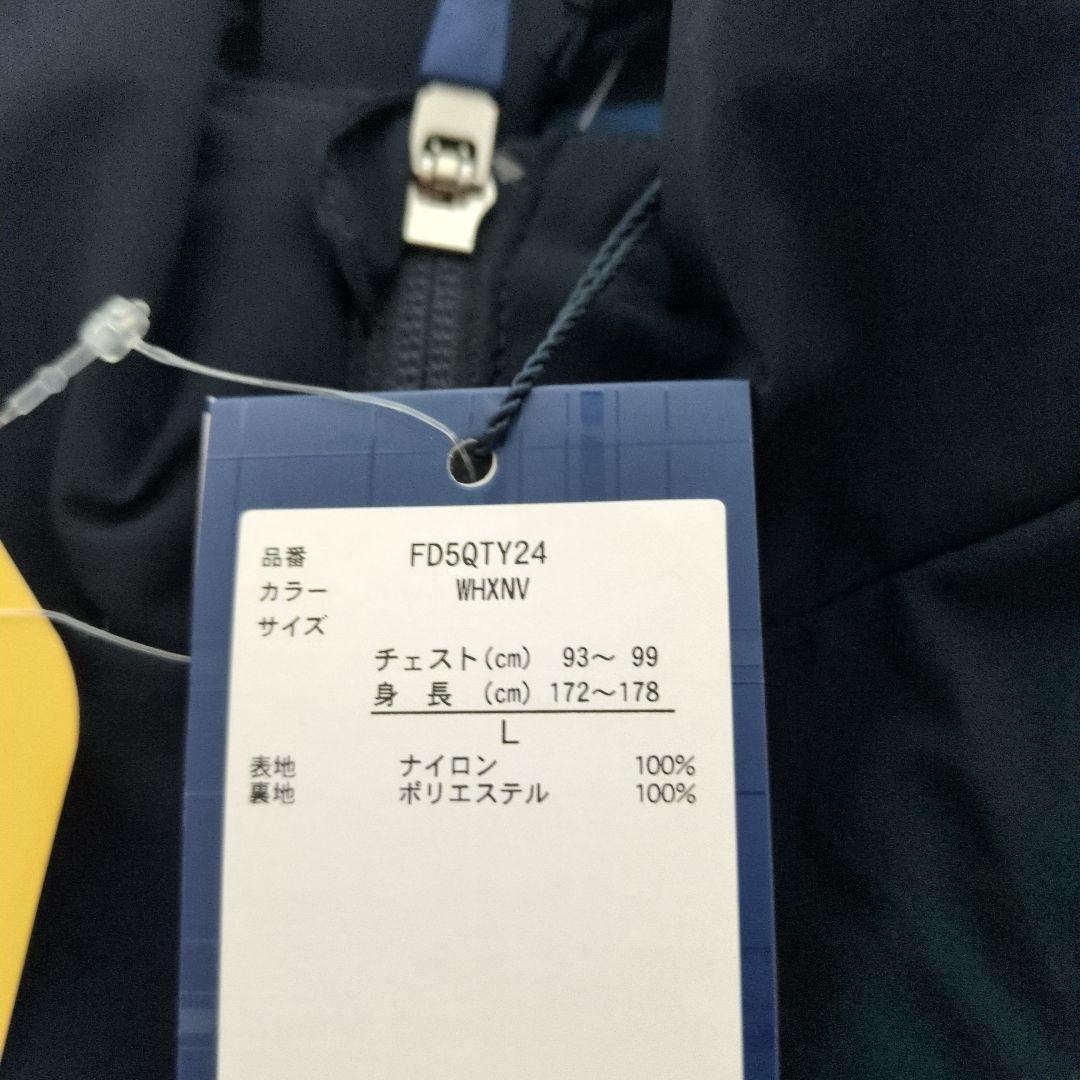 品番 FD5QTY24
カラー WHXNV
サイズ
チェスト(cm) 93～ 99
身 長 (cm) 172～178
L
表地 ナイロン 100%
裏地 ポリエステル 100%